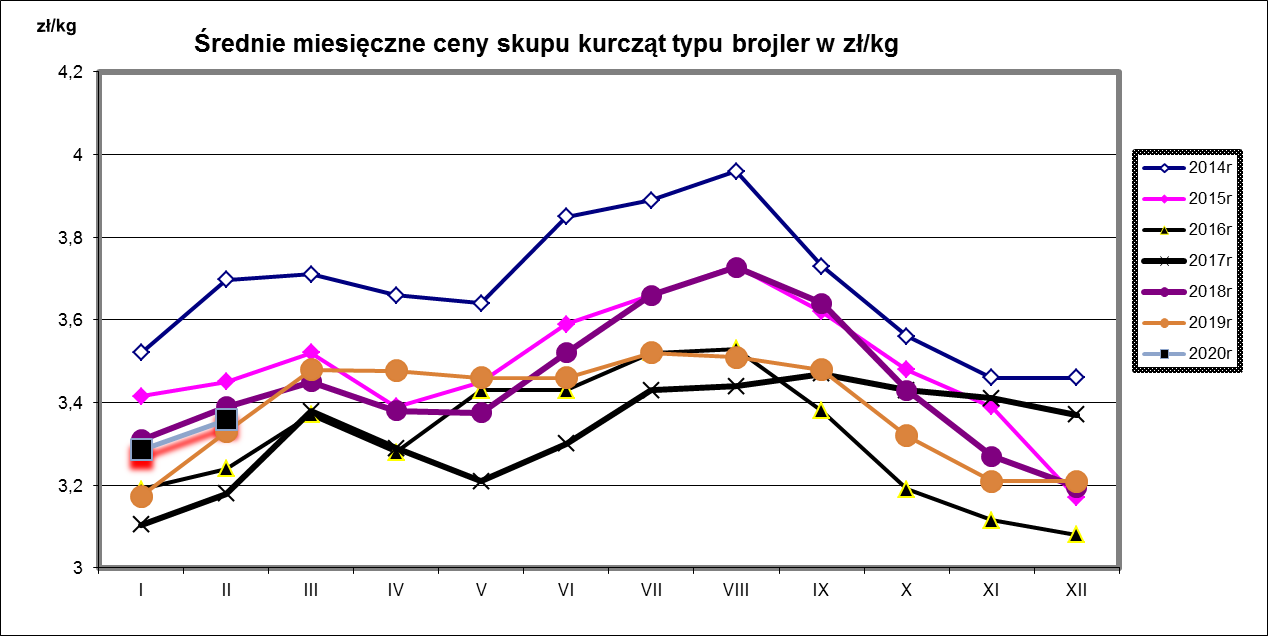 zł/kg
Średnie miesięczne ceny skupu kurcząt typu brojler w zł/kg
4,2
4
3,8
3,6
3,4
3,2
3
I II III IV V VI VII VIII IX X XI XII
2014r
2015r
2016r
2017r
2018r
2019r
2020r